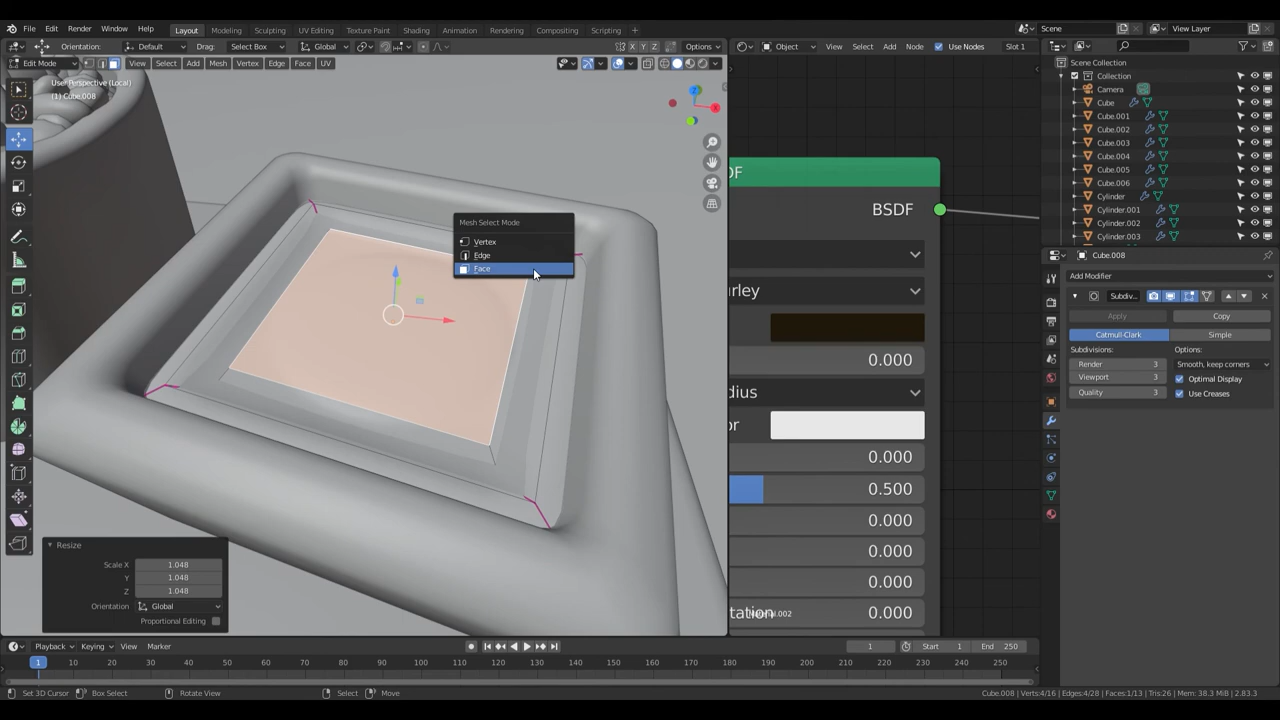 File Edit Render Window Help Layout Modeling Sculpting UV Editing Texture Paint Shading Animation Rendering Compositing Scripting + Scene View Layer
Orientation: Default Drag: Select Box Global X Y Z Options Object View Select Add Node Use Nodes Slot 1
Edit Mode View Select Add Mesh Vertex Edge Face UV
Scene Collection
Collection
Camera
Cube
Cube.001
Cube.002
Cube.003
Cube.004
Cube.005
Cube.006
Cylinder
Cylinder.001
Cylinder.002
Cylinder.003
User Perspective (Local)
(1) Cube.008
Z
X
Y
Mesh Select Mode
Vertex
Edge
Face
DF
BSDF
urley
0.000
dius
or
0.000
0.500
0.000
0.000
0.000
tation
0.000
Cube.008
Add Modifier
Subdiv..
Apply Copy
Catmull-Clark Simple
Subdivisions: Options:
Render 3 Smooth, keep corners
Viewport 3 Optimal Display
Quality 3 Use Creases
Resize
Scale X 1.048
Y 1.048
Z 1.048
Orientation Global
Proportional Editing
Playback Keying View Marker 1 Start 1 End 250
1 10 20 30 40 50 60 70 80 90 100 110 120 130 140 150 160 170 180 190 200 210 220 230 240 250
Set 3D Cursor Box Select Rotate View Select Move Cube.008 | Verts:4/16 | Edges:4/28 | Faces:1/13 | Tris:26 | Mem: 38.3 MiB | 2.83.3